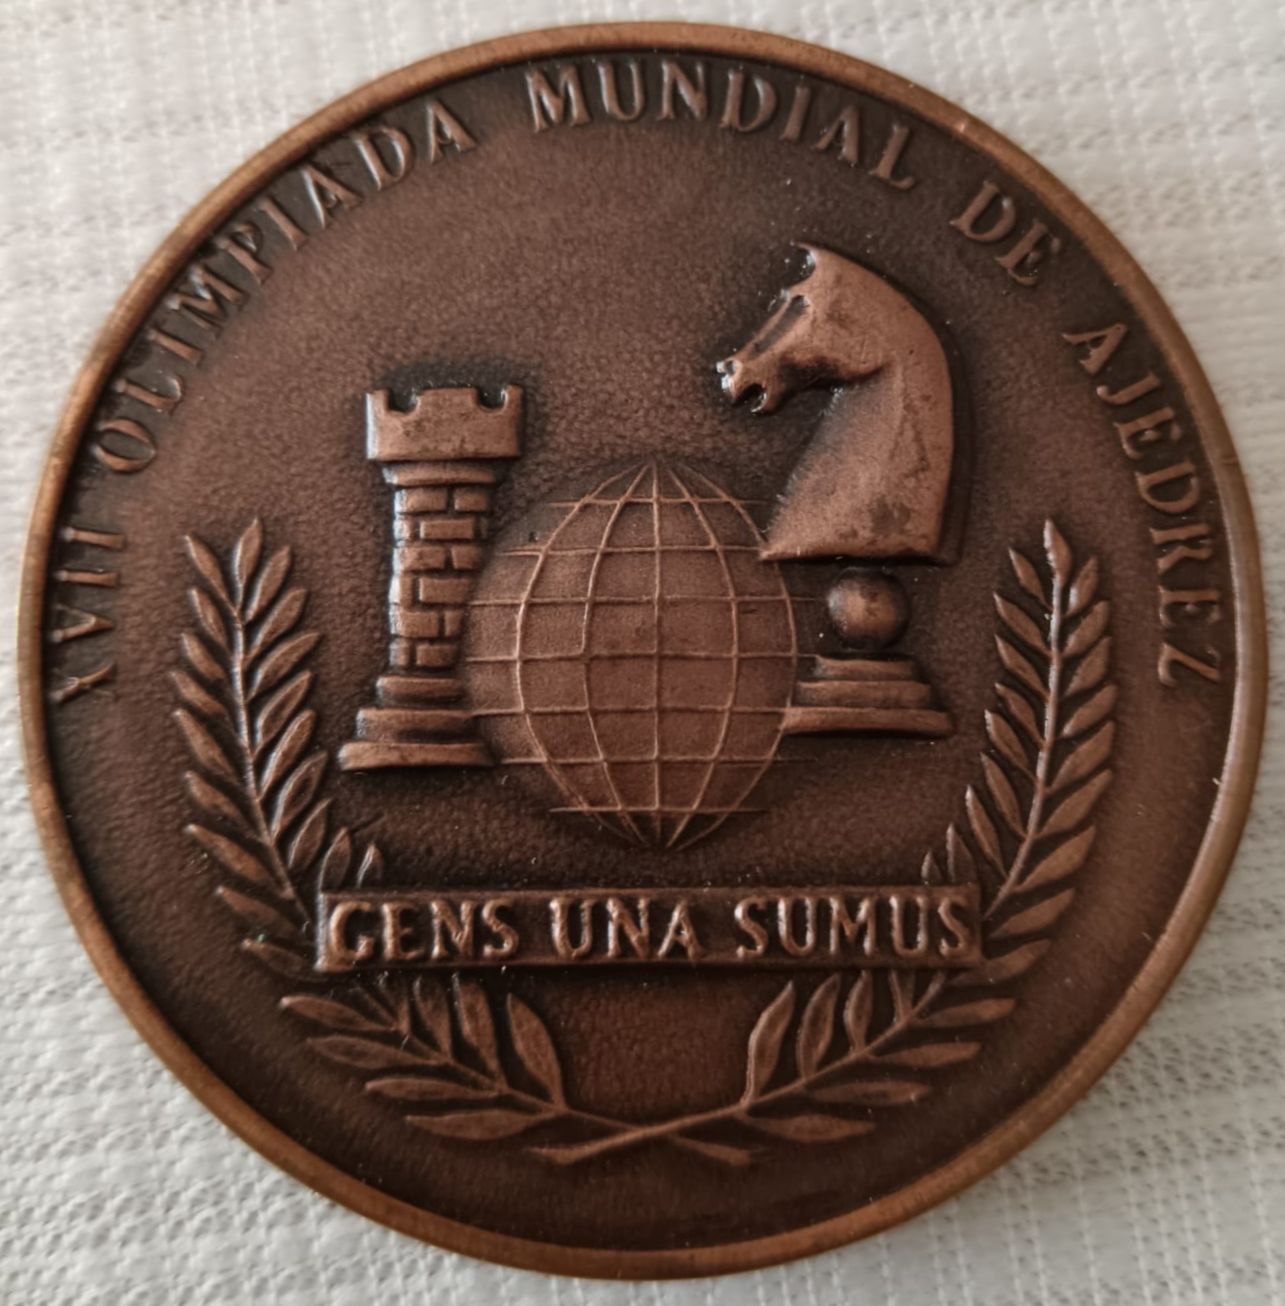 XVII OLIMPIADA MUNDIAL DE AJEDREZ
GENS UNA SUMUS